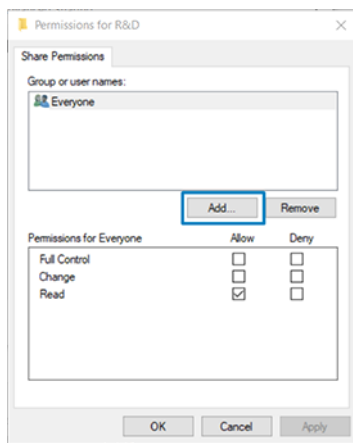 Permissions for R&D
Share Permissions
Group or user names:
Everyone
Add... Remove
Permissions for Everyone Allow Deny
Full Control
Change
Read
OK Cancel Apply